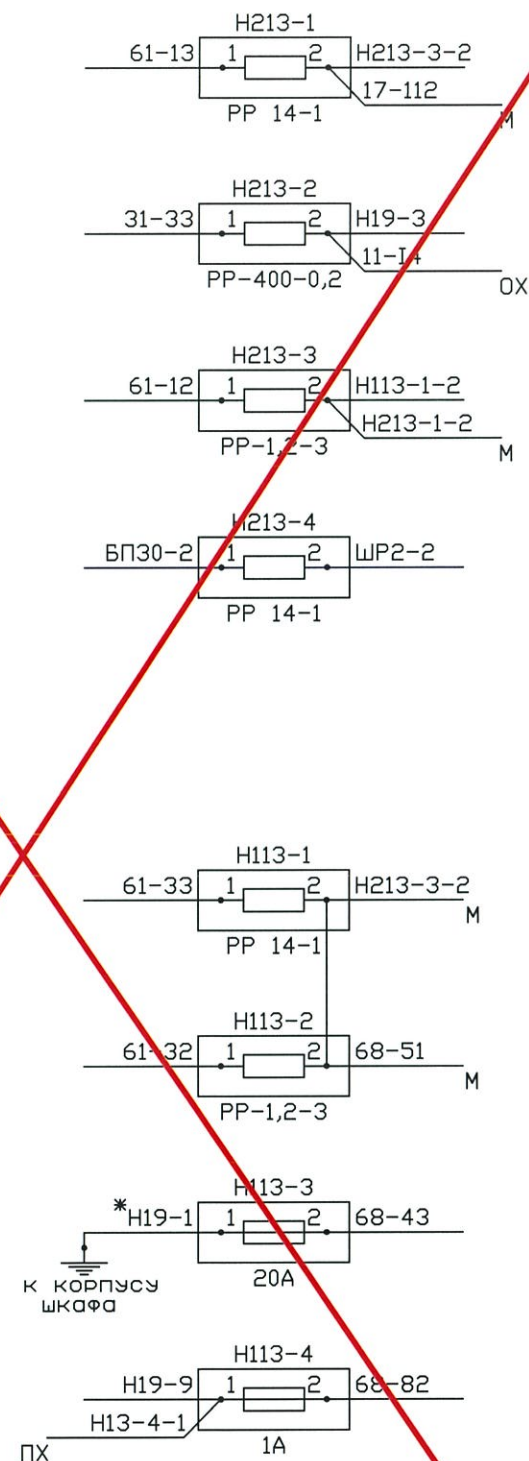 Н213-1
61-13 1 2 Н213-3-2
17-112
РР 14-1 М
Н213-2
31-33 1 2 Н19-3
11-I4
РР-400-0,2 ОХ
Н213-3
61-12 1 2 Н113-1-2
Н213-1-2
РР-1,2-3 М
Н213-4
БП30-2 1 2 ШР2-2
РР 14-1
Н113-1
61-33 1 2 Н213-3-2
М
РР 14-1
Н113-2
61-32 1 2 68-51
М
РР-1,2-3
Н113-3
* Н19-1 1 2 68-43
К КОРПУСУ 20А
шкафа
Н113-4
Н19-9 1 2 68-82
Н13-4-1
ПХ 1А